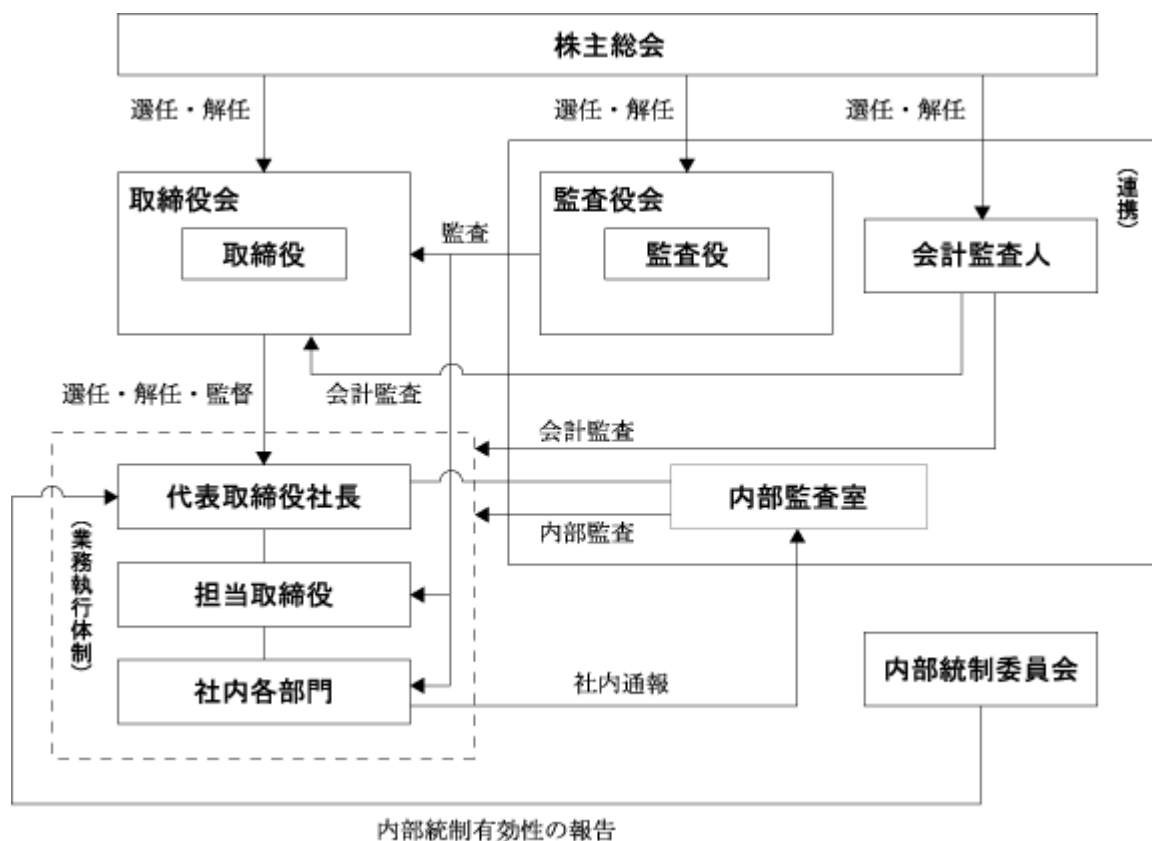 株主総会
選任・解任
選任・解任
選任・解任
(連携)
取締役会
取締役
監査
監査役会
監査役
会計監査人
選任・解任・監督
会計監査
会計監査
代表取締役社長
内部監査室
内部監査
(業務執行体制)
担当取締役
社内各部門
社内通報
内部統制委員会
内部統制有効性の報告